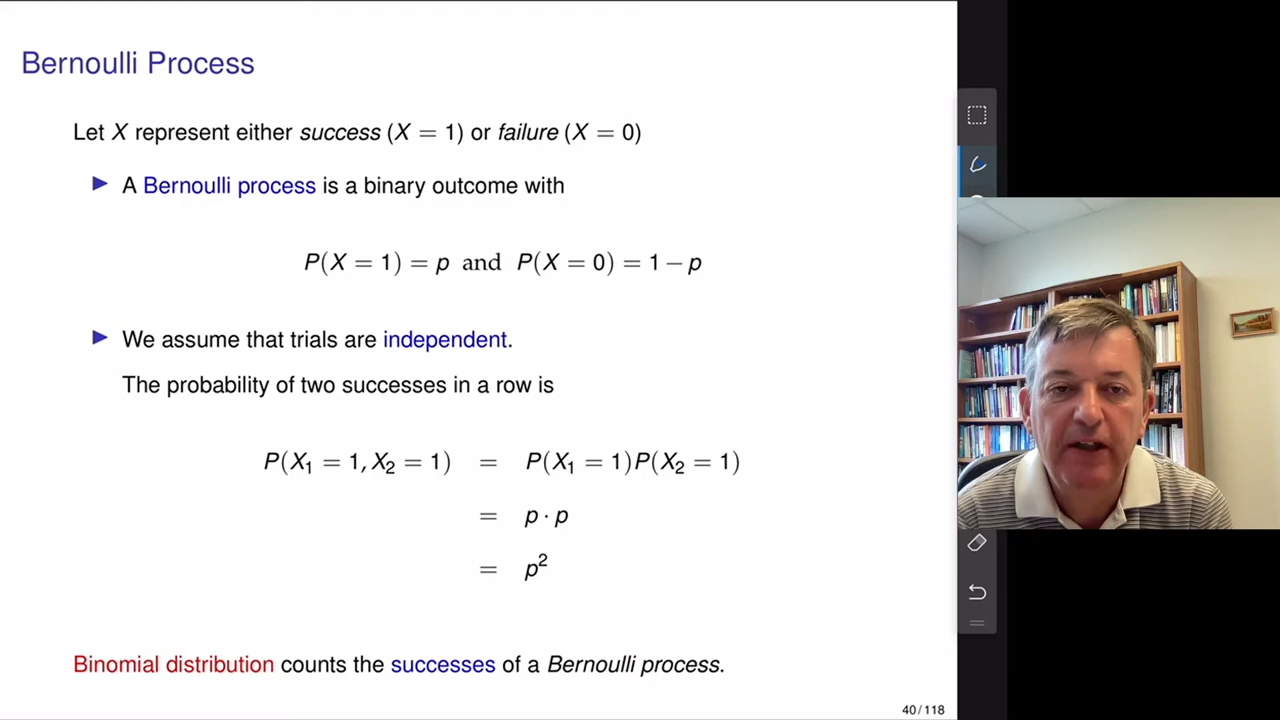 Bernoulli Process
Let X represent either success (X = 1) or failure (X = 0)
▶ A Bernoulli process is a binary outcome with
P(X = 1) = p and P(X = 0) = 1 − p
▶ We assume that trials are independent.
The probability of two successes in a row is
P(X₁ = 1, X₂ = 1) = P(X₁ = 1)P(X₂ = 1)
= p · p
= p²
Binomial distribution counts the successes of a Bernoulli process.
40 / 118